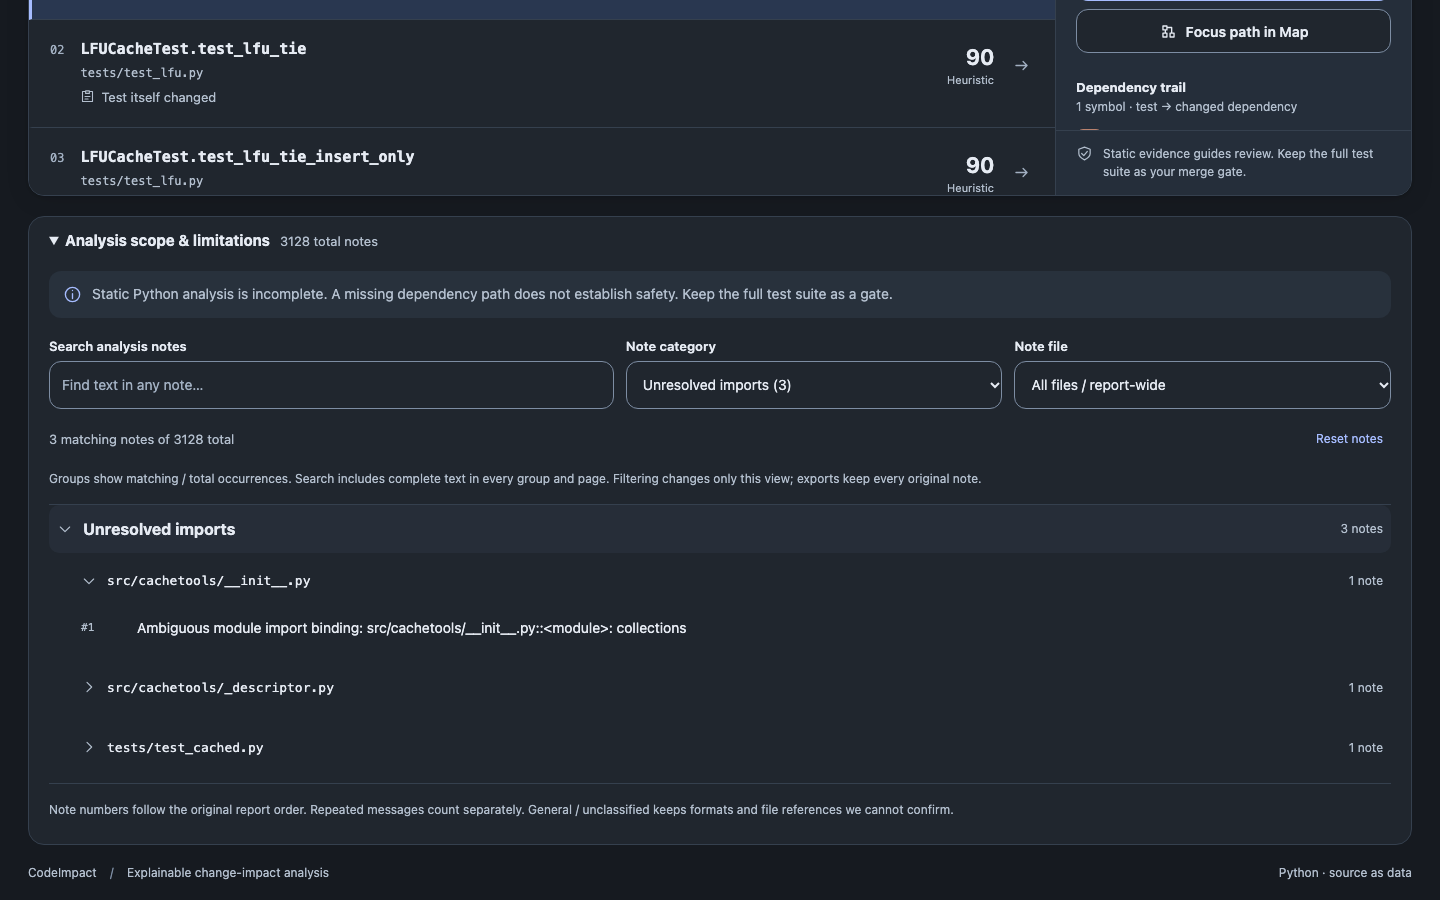 02 LFUCacheTest.test_lfu_tie
tests/test_lfu.py
Test itself changed
90
Heuristic
03 LFUCacheTest.test_lfu_tie_insert_only
tests/test_lfu.py
90
Heuristic
Focus path in Map
Dependency trail
1 symbol · test → changed dependency
Static evidence guides review. Keep the full test
suite as your merge gate.
Analysis scope & limitations 3128 total notes
Static Python analysis is incomplete. A missing dependency path does not establish safety. Keep the full test suite as a gate.
Search analysis notes
Find text in any note...
Note category
Unresolved imports (3)
Note file
All files / report-wide
3 matching notes of 3128 total
Reset notes
Groups show matching / total occurrences. Search includes complete text in every group and page. Filtering changes only this view; exports keep every original note.
Unresolved imports 3 notes
src/cachetools/__init__.py 1 note
#1 Ambiguous module import binding: src/cachetools/__init__.py::<module>: collections
src/cachetools/_descriptor.py 1 note
tests/test_cached.py 1 note
Note numbers follow the original report order. Repeated messages count separately. General / unclassified keeps formats and file references we cannot confirm.
CodeImpact / Explainable change-impact analysis
Python · source as data